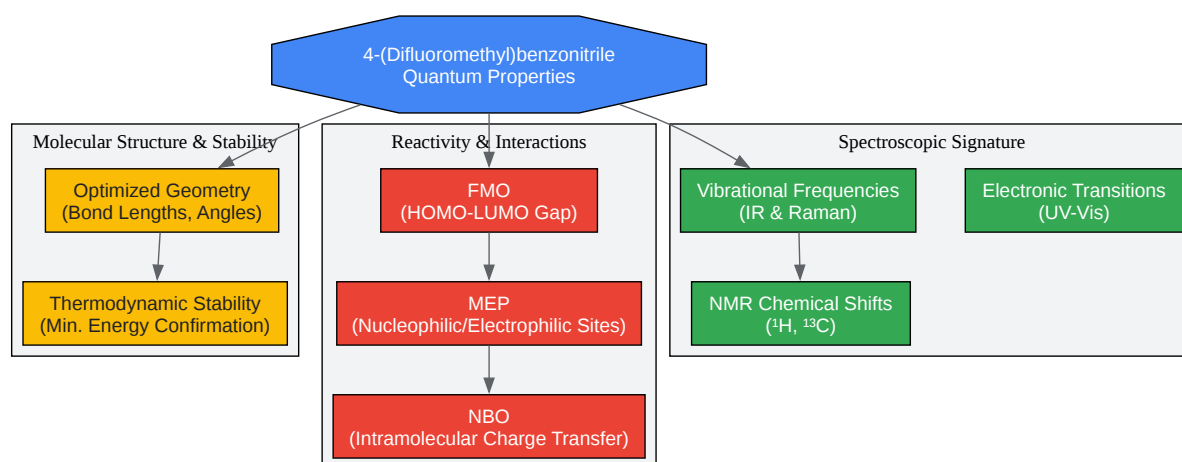 4-(Difluoromethyl)benzonitrile
Quantum Properties
Molecular Structure & Stability
Optimized Geometry
(Bond Lengths, Angles)
Thermodynamic Stability
(Min. Energy Confirmation)
Reactivity & Interactions
FMO
(HOMO-LUMO Gap)
MEP
(Nucleophilic/Electrophilic Sites)
NBO
(Intramolecular Charge Transfer)
Spectroscopic Signature
Vibrational Frequencies
(IR & Raman)
Electronic Transitions
(UV-Vis)
NMR Chemical Shifts
(¹H, ¹³C)